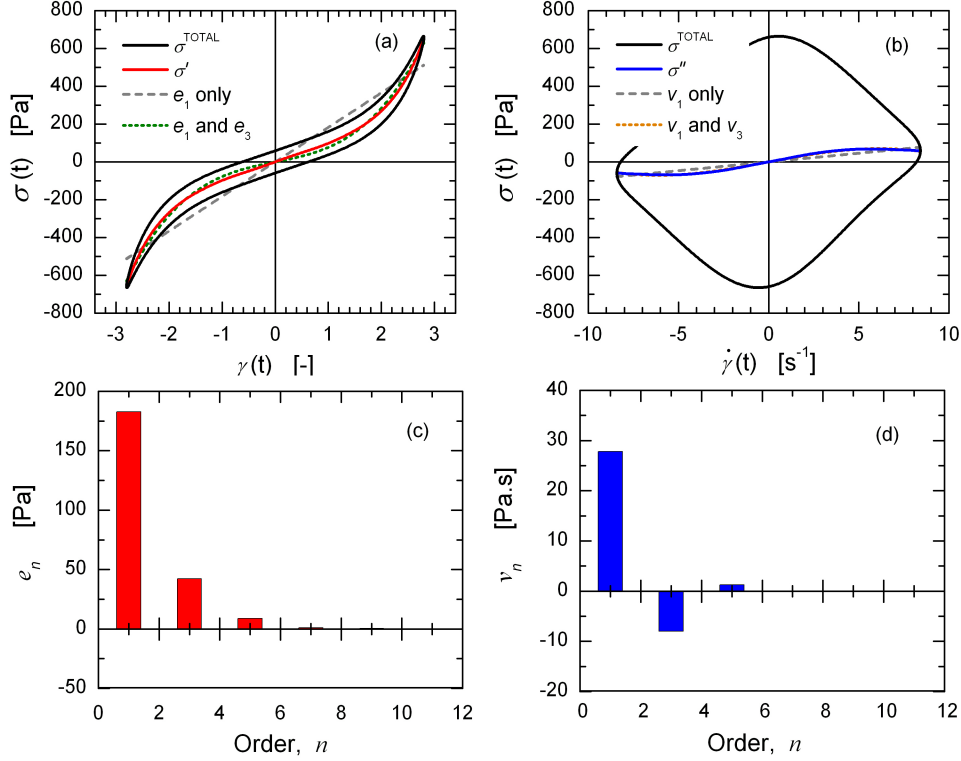 800
600
400
200
0
-200
-400
-600
-800
σ(t) [Pa]
-3 -2 -1 0 1 2 3
γ(t) [-]
(a)
σ^TOTAL
σ′
e₁ only
e₁ and e₃
800
600
400
200
0
-200
-400
-600
-800
σ(t) [Pa]
-10 -5 0 5 10
γ̇(t) [s⁻¹]
(b)
σ^TOTAL
σ″
v₁ only
v₁ and v₃
200
150
100
50
0
-50
eₙ [Pa]
0 2 4 6 8 10 12
Order, n
(c)
40
30
20
10
0
-10
-20
vₙ [Pa.s]
0 2 4 6 8 10 12
Order, n
(d)